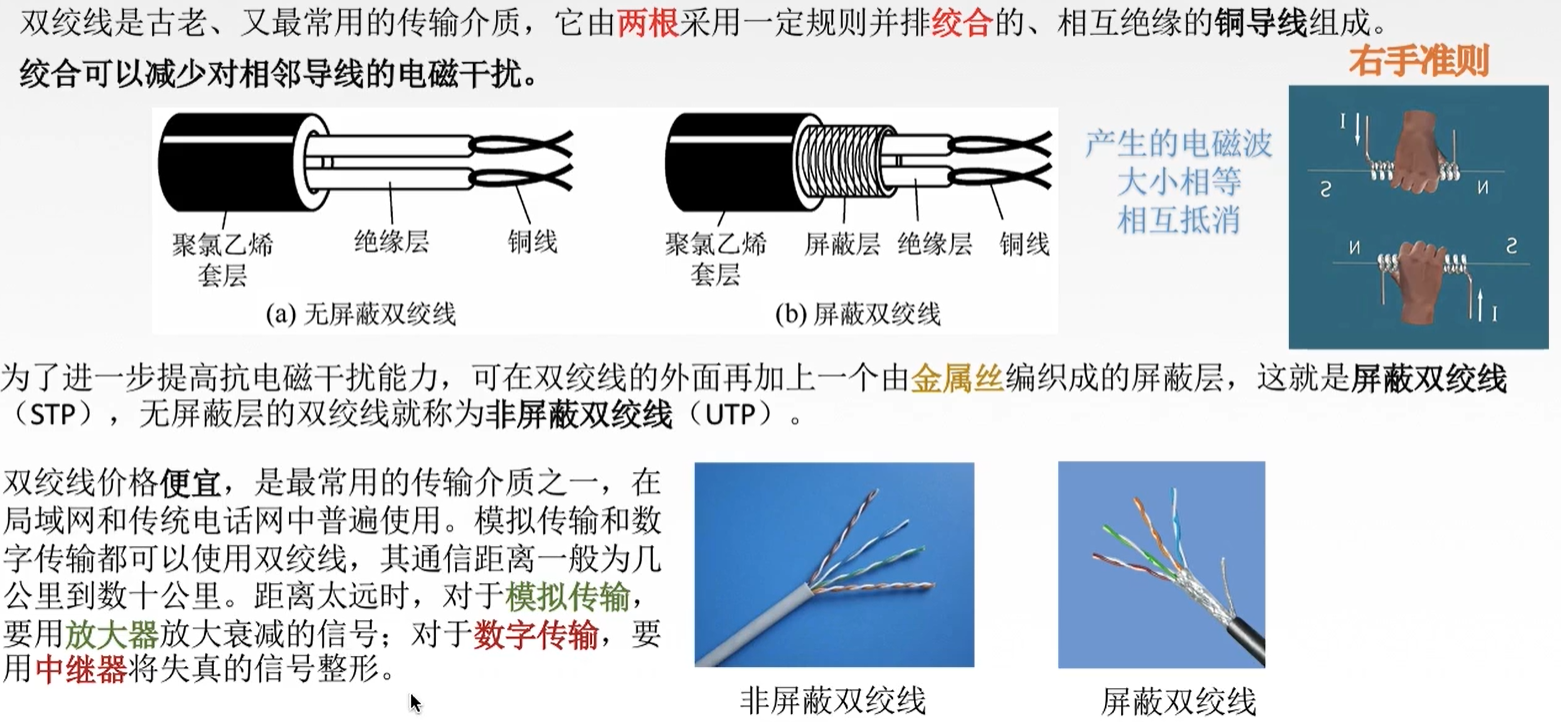 双绞线是古老、又最常用的传输介质，它由两根采用一定规则并排绞合的、相互绝缘的铜导线组成。
绞合可以减少对相邻导线的电磁干扰。
右手准则
产生的电磁波
大小相等
相互抵消
I
S
N
N
S
I
聚氯乙烯
套层
绝缘层
铜线
(a) 无屏蔽双绞线
聚氯乙烯
套层
屏蔽层
绝缘层
铜线
(b) 屏蔽双绞线
为了进一步提高抗电磁干扰能力，可在双绞线的外面再加上一个由金属丝编织成的屏蔽层，这就是屏蔽双绞线
（STP），无屏蔽层的双绞线就称为非屏蔽双绞线（UTP）。
双绞线价格便宜，是最常用的传输介质之一，在
局域网和传统电话网中普遍使用。模拟传输和数
字传输都可以使用双绞线，其通信距离一般为几
公里到数十公里。距离太远时，对于模拟传输，
要用放大器放大衰减的信号；对于数字传输，要
用中继器将失真的信号整形。
非屏蔽双绞线
屏蔽双绞线